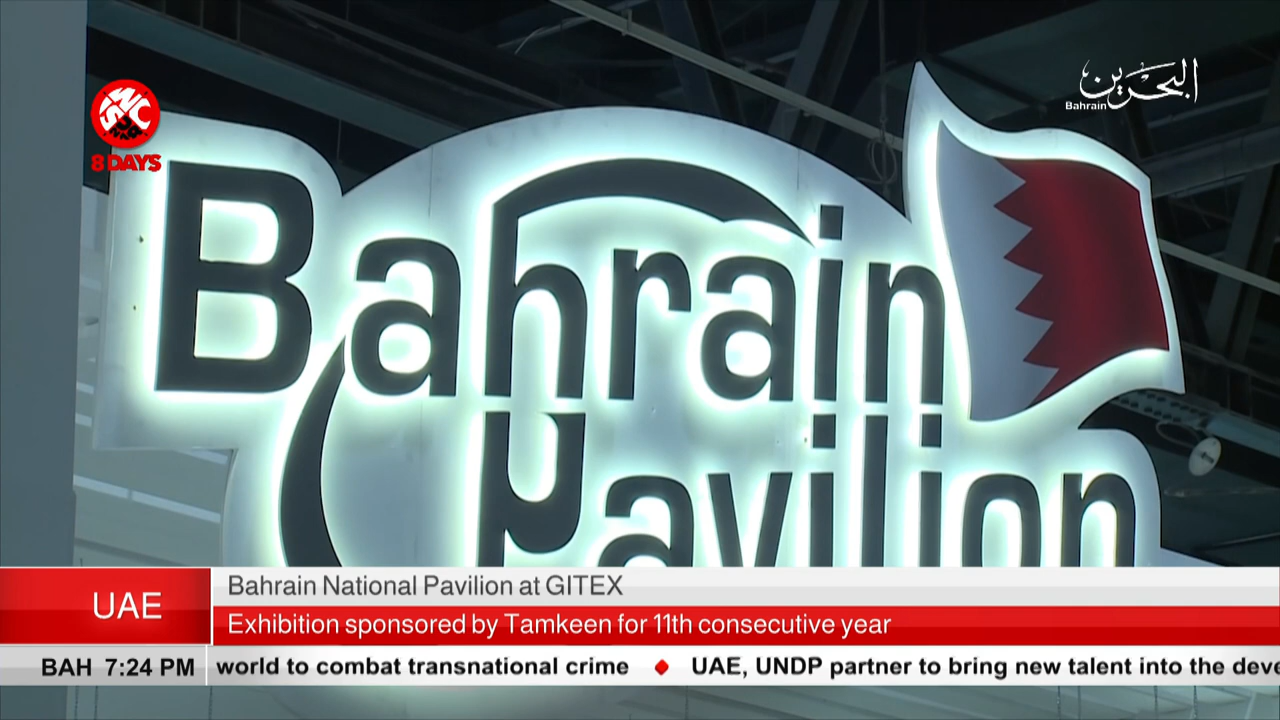 البحرين
Bahrain
8 DAYS
Bahrain
Pavilion
UAE
Bahrain National Pavilion at GITEX
Exhibition sponsored by Tamkeen for 11th consecutive year
BAH 7:24 PM
world to combat transnational crime
UAE, UNDP partner to bring new talent into the deve